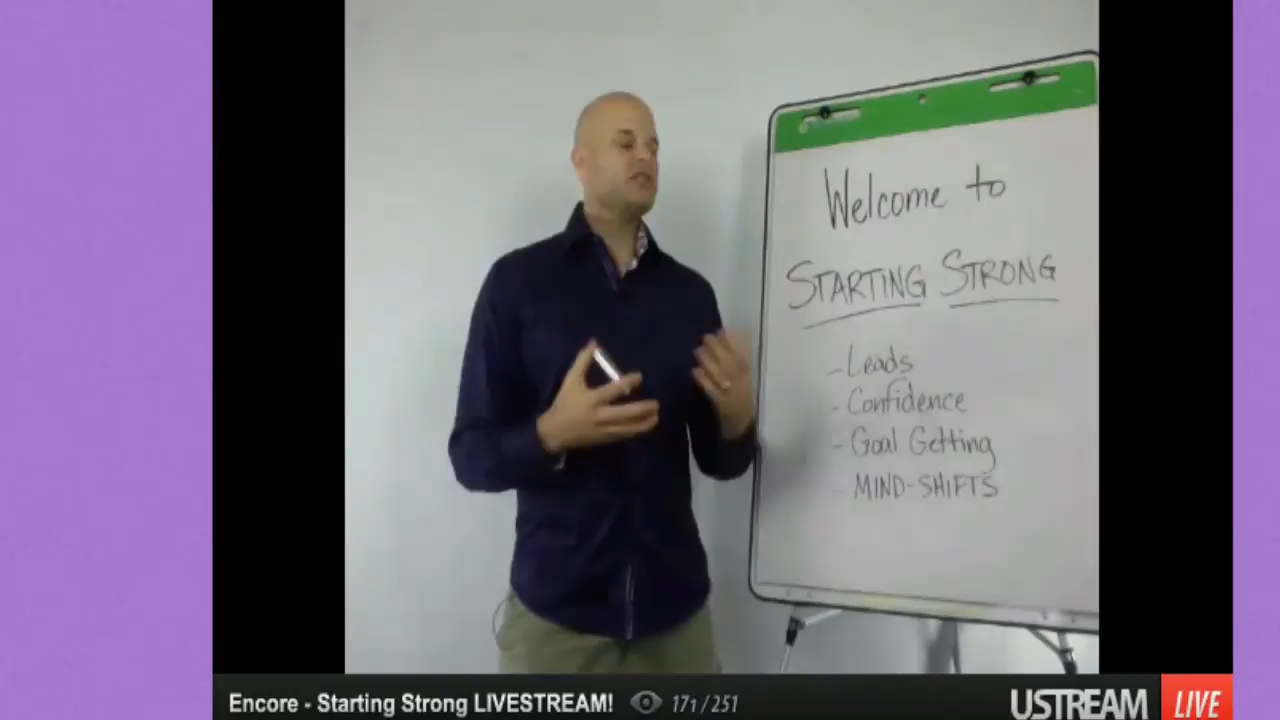 Welcome to
STARTING STRONG
- Leads
- Confidence
- Goal Getting
- MIND-SHIFTS
Encore - Starting Strong LIVESTREAM! 171 / 251 USTREAM LIVE